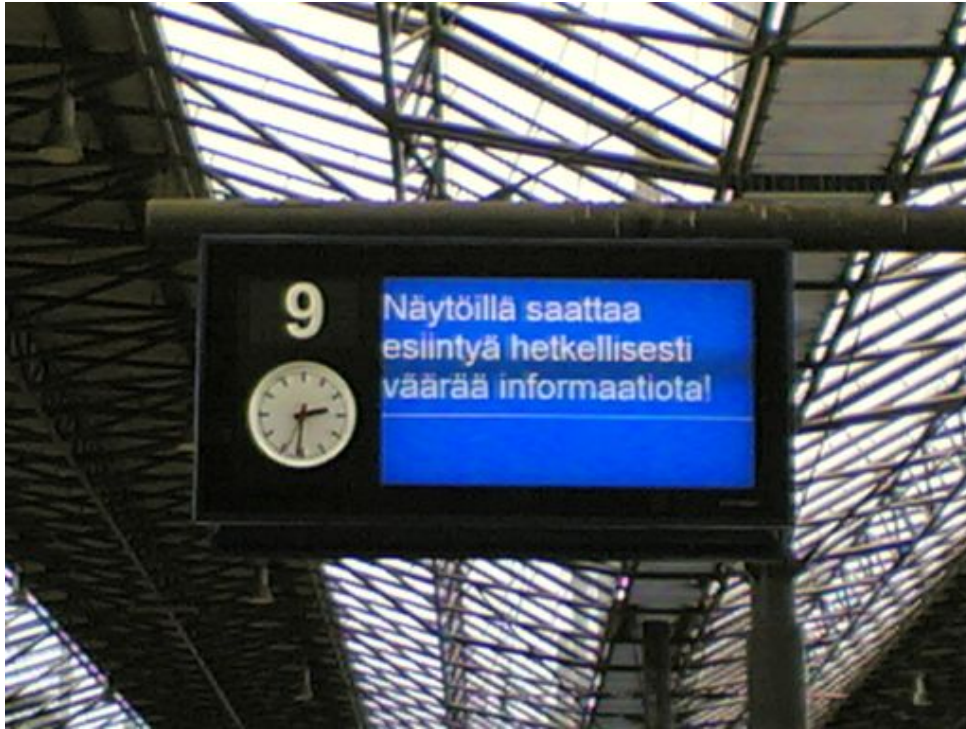 9
Näytöillä saattaa
esiintyä hetkellisesti
väärää informaatiota!